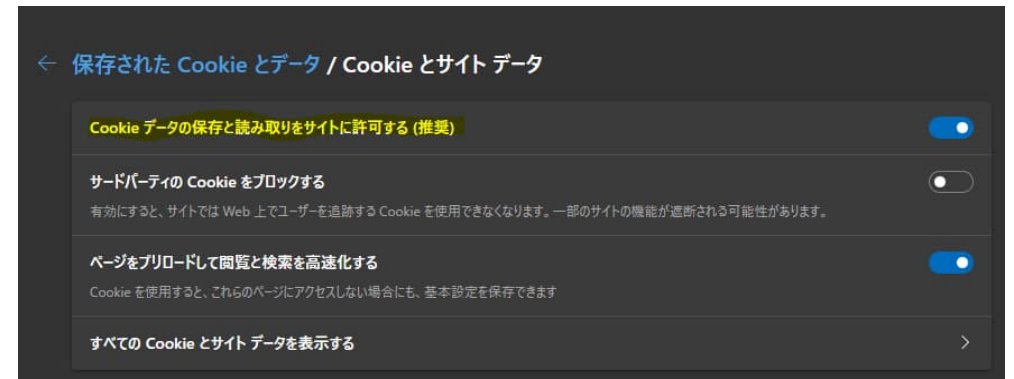 保存された Cookie とデータ / Cookie とサイト データ
Cookie データの保存と読み取りをサイトに許可する (推奨)
サードパーティの Cookie をブロックする
有効にすると、サイトでは Web 上でユーザーを追跡する Cookie を使用できなくなります。一部のサイトの機能が遮断される可能性があります。
ページをプリロードして閲覧と検索を高速化する
Cookie を使用すると、これらのページにアクセスしない場合にも、基本設定を保存できます
すべての Cookie とサイト データを表示する